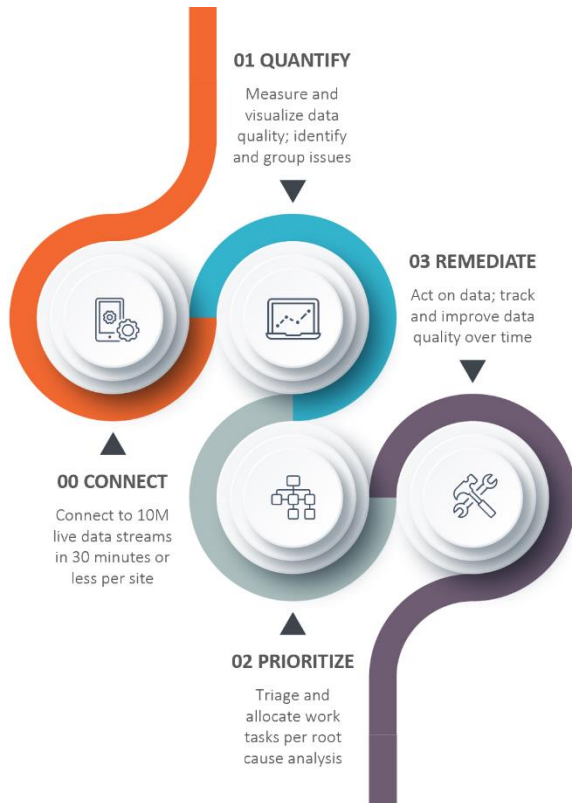 01 QUANTIFY
Measure and
visualize data
quality; identify
and group issues
03 REMEDIATE
Act on data; track
and improve data
quality over time
00 CONNECT
Connect to 10M
live data streams
in 30 minutes or
less per site
02 PRIORITIZE
Triage and
allocate work
tasks per root
cause analysis